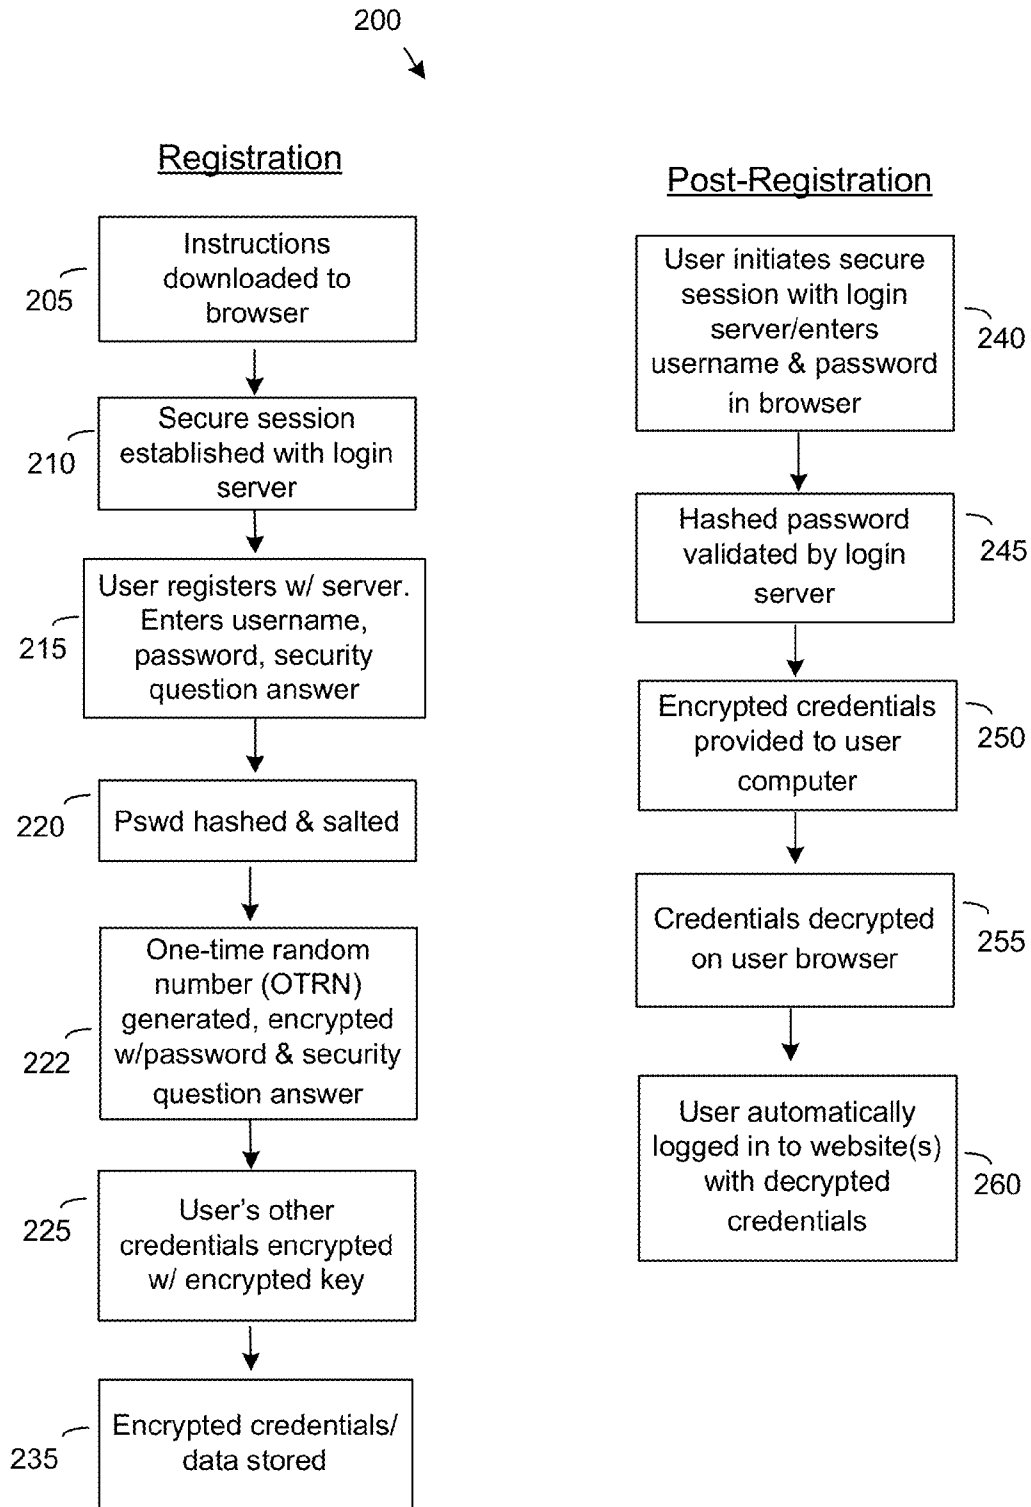 200
Registration
Instructions
downloaded to
browser
205
Secure session
established with login
server
210
User registers w/ server.
Enters username,
password, security
question answer
215
Pswd hashed & salted
220
One-time random
number (OTRN)
generated, encrypted
w/password & security
question answer
222
User's other
credentials encrypted
w/ encrypted key
225
Encrypted credentials/
data stored
235
Post-Registration
User initiates secure
session with login
server/enters
username & password
in browser
240
Hashed password
validated by login
server
245
Encrypted credentials
provided to user
computer
250
Credentials decrypted
on user browser
255
User automatically
logged in to website(s)
with decrypted
credentials
260